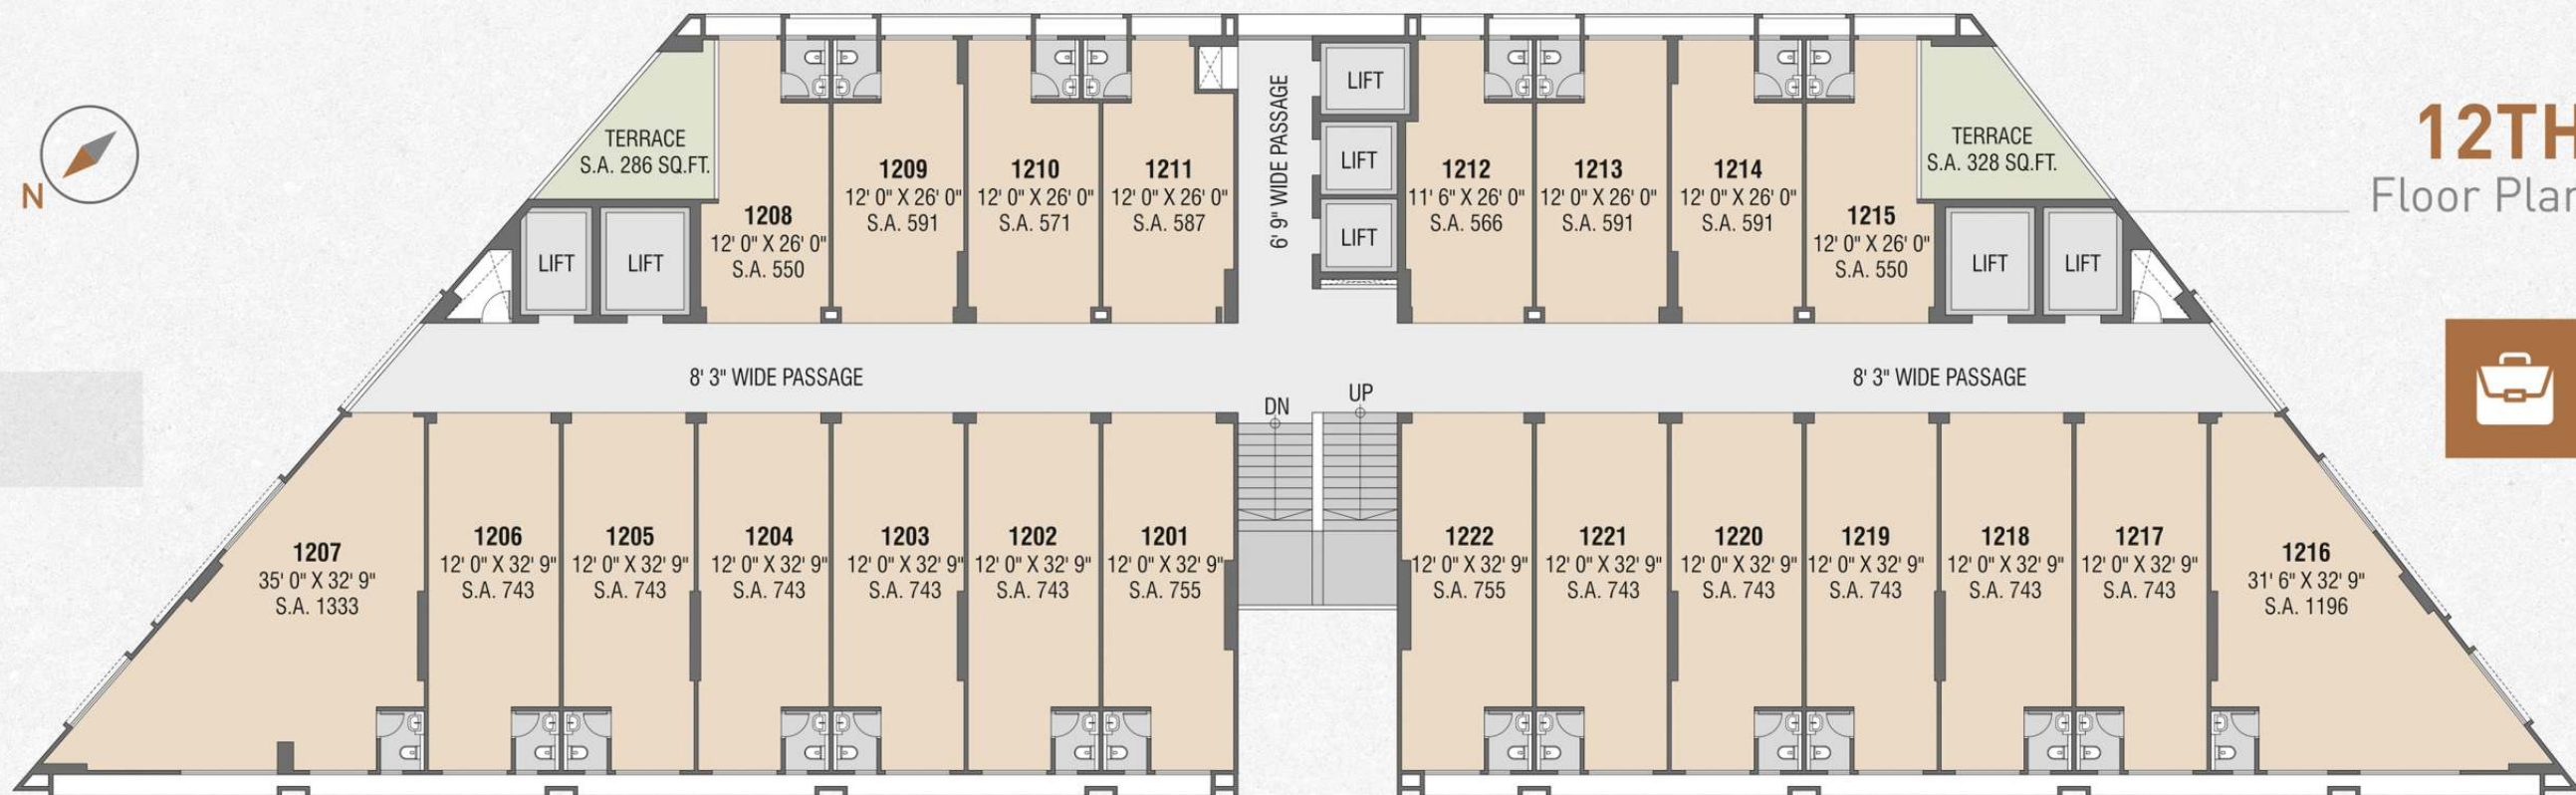 N
12TH
Floor Plan
TERRACE
S.A. 286 SQ.FT.
LIFT
LIFT
1208
12' 0" X 26' 0"
S.A. 550
1209
12' 0" X 26' 0"
S.A. 591
1210
12' 0" X 26' 0"
S.A. 571
1211
12' 0" X 26' 0"
S.A. 587
6' 9" WIDE PASSAGE
LIFT
LIFT
LIFT
1212
11' 6" X 26' 0"
S.A. 566
1213
12' 0" X 26' 0"
S.A. 591
1214
12' 0" X 26' 0"
S.A. 591
1215
12' 0" X 26' 0"
S.A. 550
TERRACE
S.A. 328 SQ.FT.
LIFT
LIFT
8' 3" WIDE PASSAGE
8' 3" WIDE PASSAGE
DN
UP
1207
35' 0" X 32' 9"
S.A. 1333
1206
12' 0" X 32' 9"
S.A. 743
1205
12' 0" X 32' 9"
S.A. 743
1204
12' 0" X 32' 9"
S.A. 743
1203
12' 0" X 32' 9"
S.A. 743
1202
12' 0" X 32' 9"
S.A. 743
1201
12' 0" X 32' 9"
S.A. 755
1222
12' 0" X 32' 9"
S.A. 755
1221
12' 0" X 32' 9"
S.A. 743
1220
12' 0" X 32' 9"
S.A. 743
1219
12' 0" X 32' 9"
S.A. 743
1218
12' 0" X 32' 9"
S.A. 743
1217
12' 0" X 32' 9"
S.A. 743
1216
31' 6" X 32' 9"
S.A. 1196